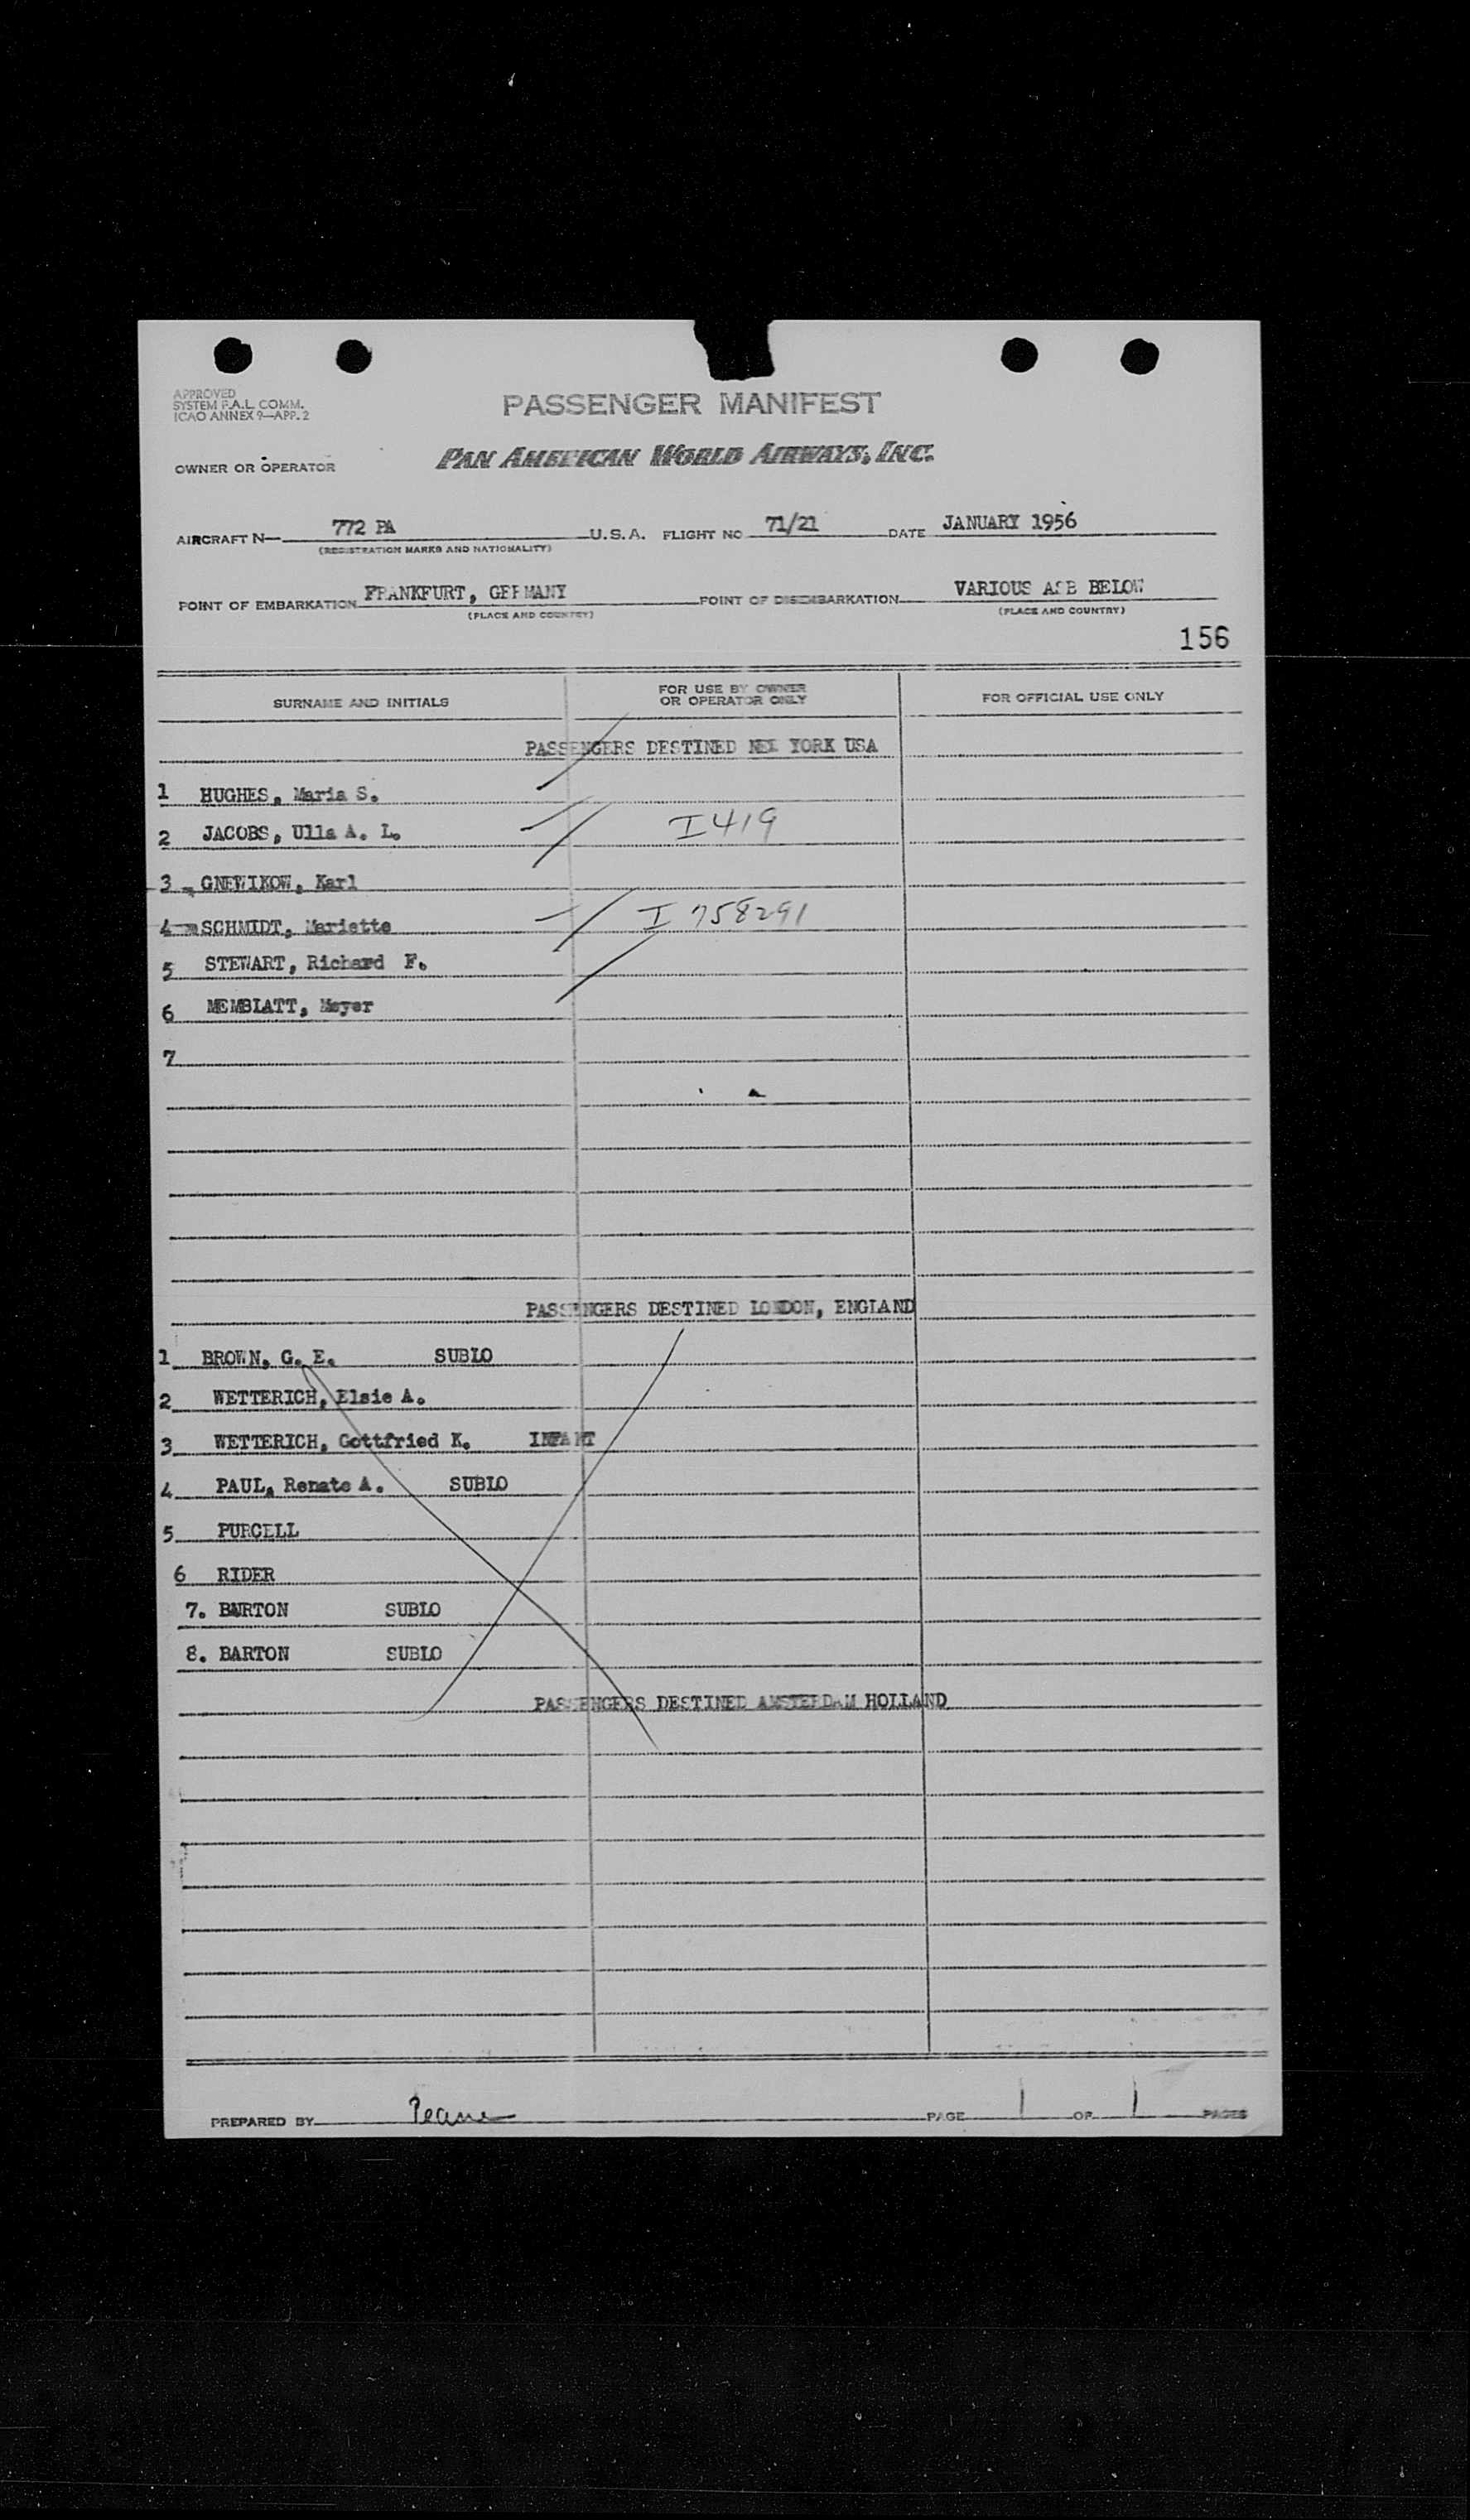 APPROVED
SYSTEM F.A.L. COMM.
ICAO ANNEX 9—APP. 2
PASSENGER MANIFEST
OWNER OR OPERATOR PAN AMERICAN WORLD AIRWAYS, INC.
AIRCRAFT N— 772 PA U.S.A. FLIGHT NO 71/21 DATE JANUARY 1956
(REGISTRATION MARKS AND NATIONALITY)
POINT OF EMBARKATION FRANKFURT, GERMANY POINT OF DISEMBARKATION VARIOUS ASB BELOW
(PLACE AND COUNTRY) (PLACE AND COUNTRY)
156
SURNAME AND INITIALS FOR USE BY OWNER OR OPERATOR ONLY FOR OFFICIAL USE ONLY
PASSENGERS DESTINED NEW YORK USA
1 HUGHES, Maria S.
2 JACOBS, Ulla A. L. I 419
3 GNEWIKOW, Karl
4 SCHMIDT, Mariette I 758291
5 STEWART, Richard F.
6 MEMBLATT, Meyer
7
PASSENGERS DESTINED LONDON, ENGLAND
1 BROWN, G. E. SUBLO
2 WETTERICH, Elsie A.
3 WETTERICH, Gottfried K. INFANT
4 PAUL, Renate A. SUBLO
5 PURCELL
6 RIDER
7. BURTON SUBLO
8. BARTON SUBLO
PASSENGERS DESTINED AMSTERDAM HOLLAND
PREPARED BY PAGE 1 OF 1 PAGES